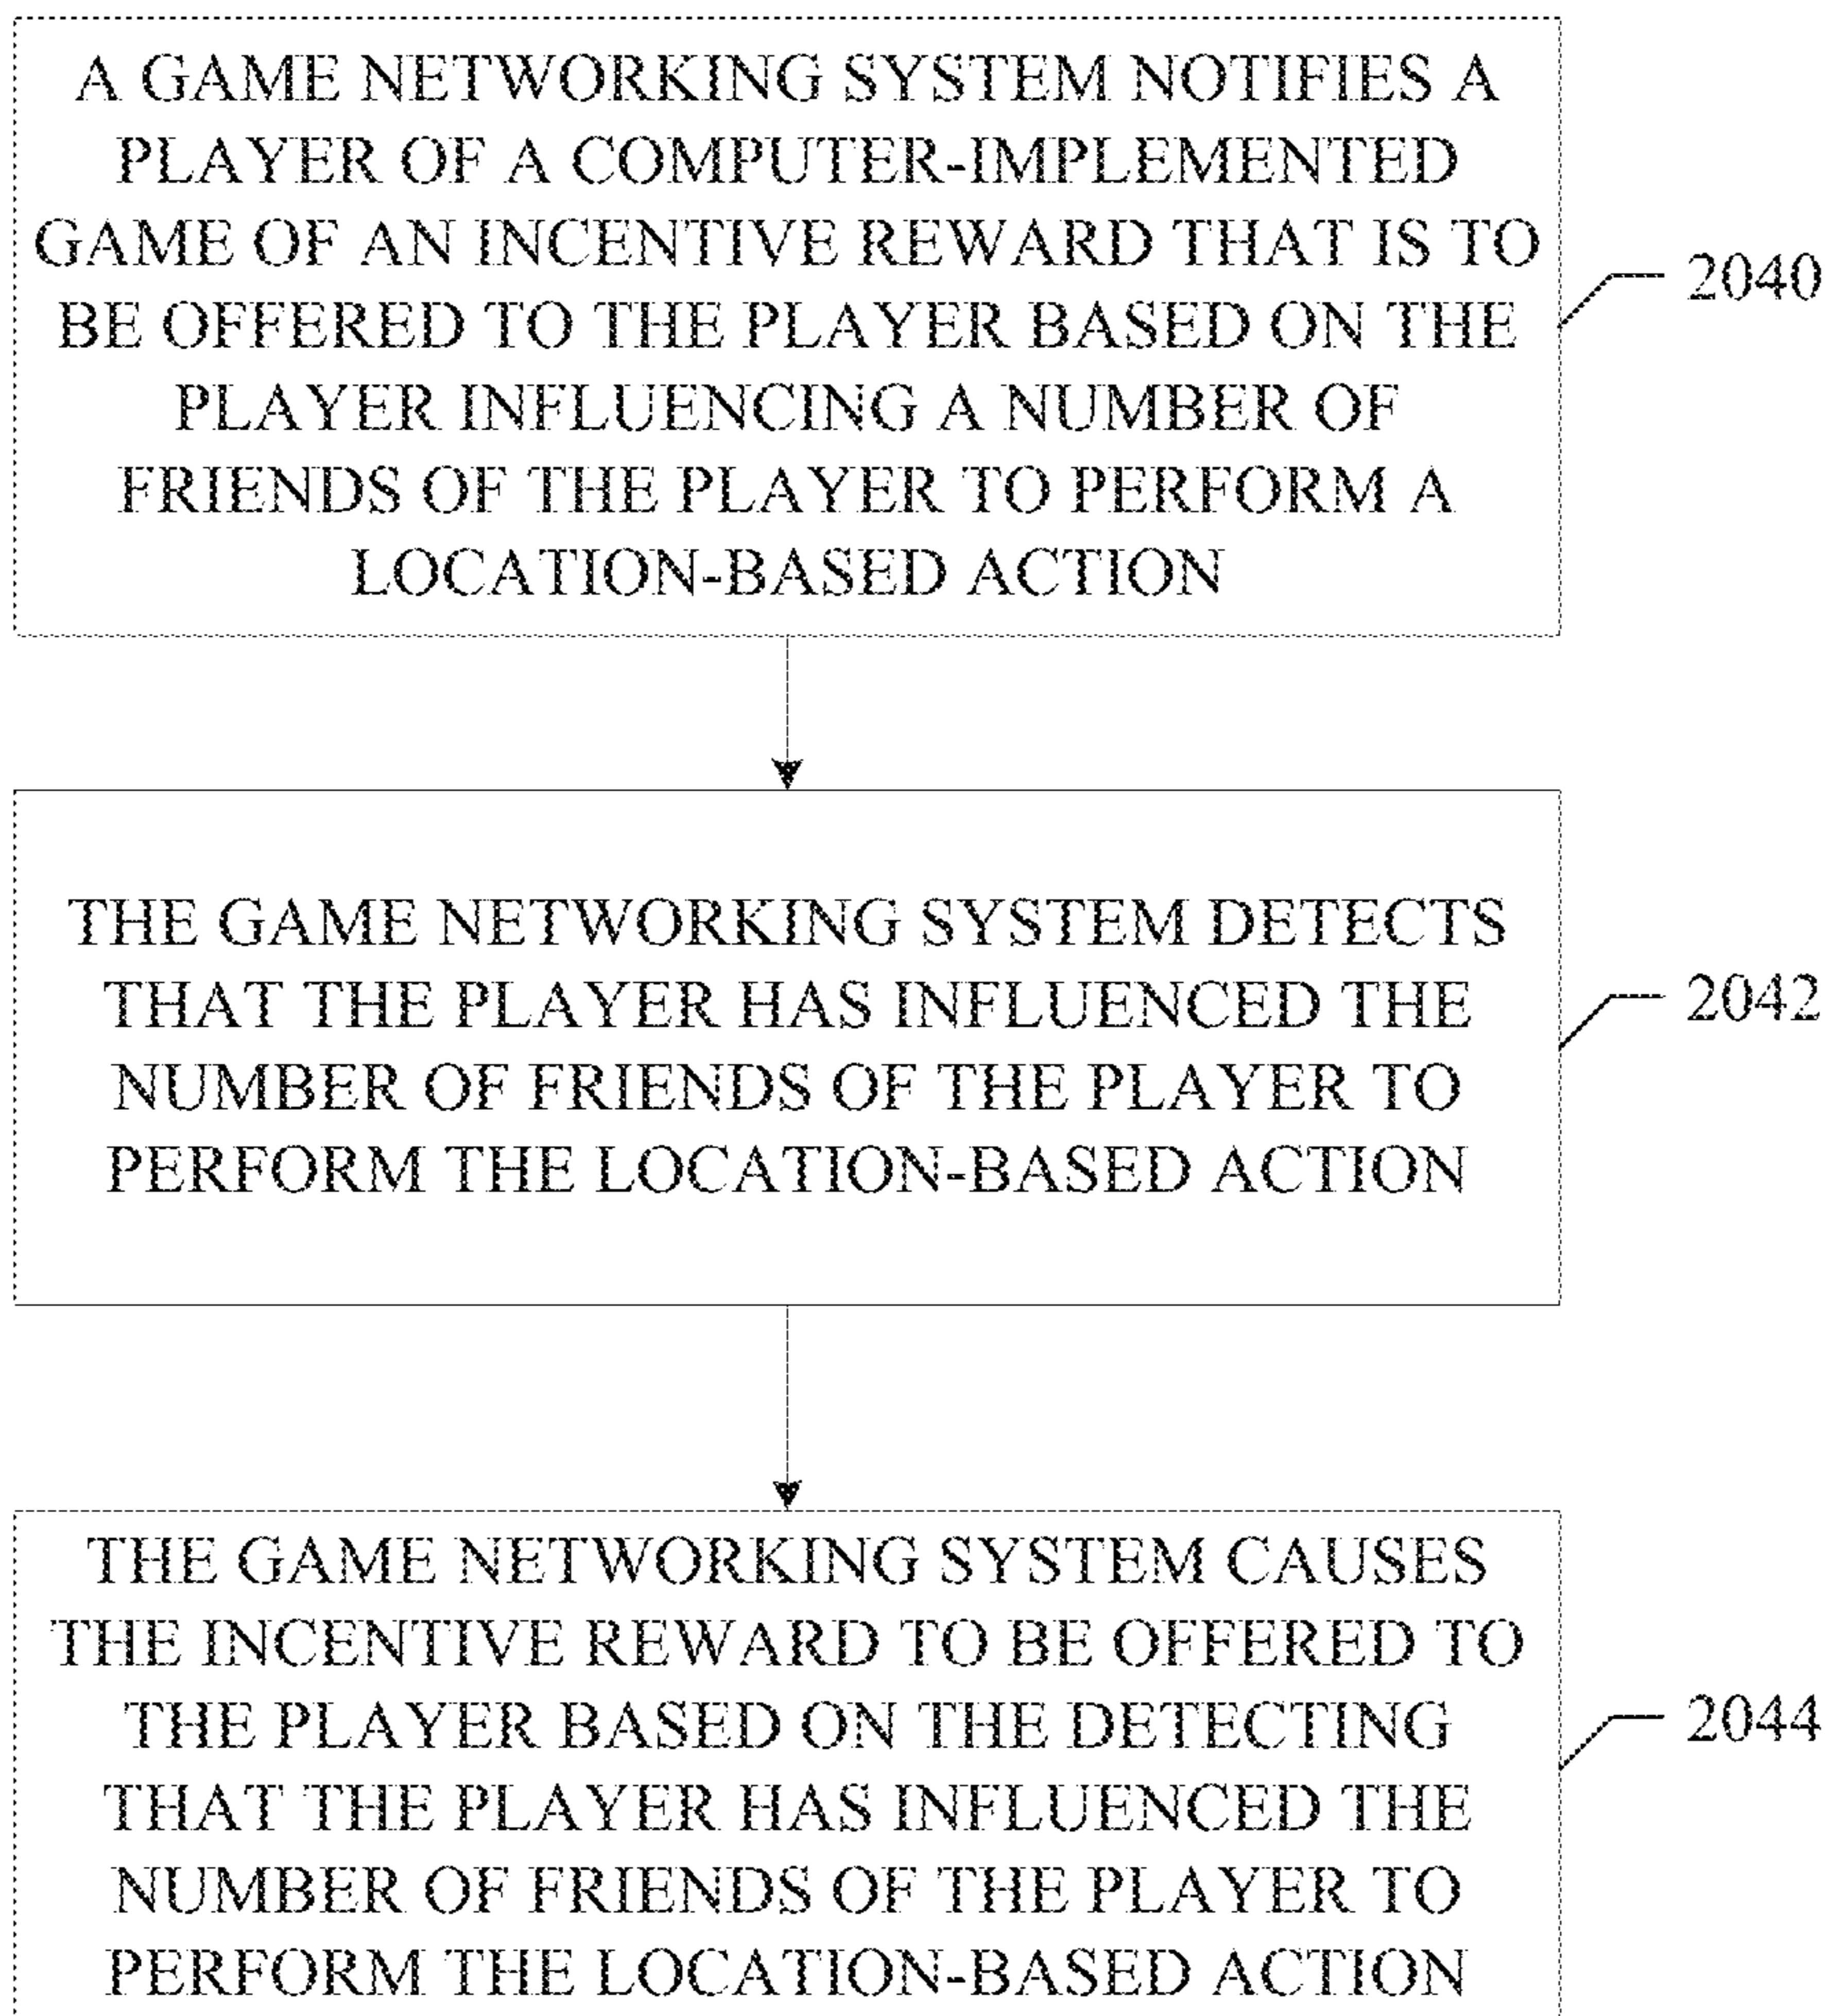 A GAME NETWORKING SYSTEM NOTIFIES A
PLAYER OF A COMPUTER-IMPLEMENTED
GAME OF AN INCENTIVE REWARD THAT IS TO
BE OFFERED TO THE PLAYER BASED ON THE
PLAYER INFLUENCING A NUMBER OF
FRIENDS OF THE PLAYER TO PERFORM A
LOCATION-BASED ACTION
2040
THE GAME NETWORKING SYSTEM DETECTS
THAT THE PLAYER HAS INFLUENCED THE
NUMBER OF FRIENDS OF THE PLAYER TO
PERFORM THE LOCATION-BASED ACTION
2042
THE GAME NETWORKING SYSTEM CAUSES
THE INCENTIVE REWARD TO BE OFFERED TO
THE PLAYER BASED ON THE DETECTING
THAT THE PLAYER HAS INFLUENCED THE
NUMBER OF FRIENDS OF THE PLAYER TO
PERFORM THE LOCATION-BASED ACTION
2044